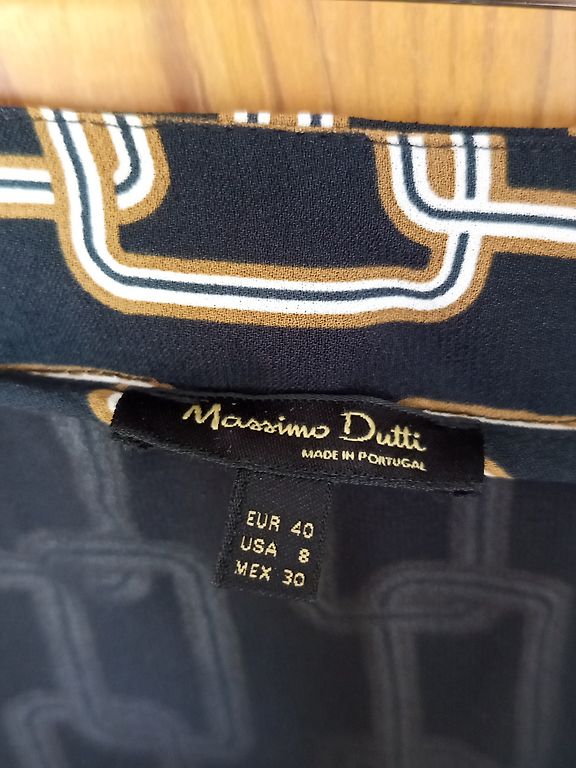 Massimo Dutti
MADE IN PORTUGAL
EUR 40
USA 8
MEX 30